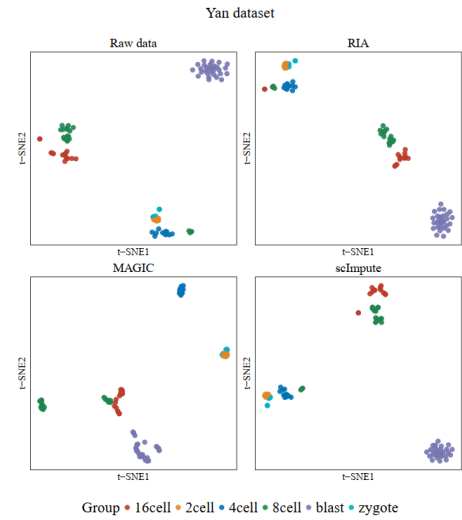 Yan dataset
Raw data
RIA
t−SNE2
t−SNE2
t−SNE1
t−SNE1
MAGIC
scImpute
t−SNE2
t−SNE2
t−SNE1
t−SNE1
Group 16cell 2cell 4cell 8cell blast zygote